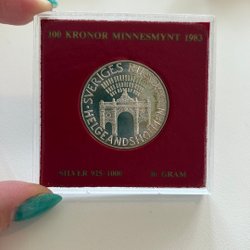 100 KRONOR MINNESMYNT 1983
SVERIGES
HELGEANDSHOLMEN
SILVER 925/1000 16 GRAM